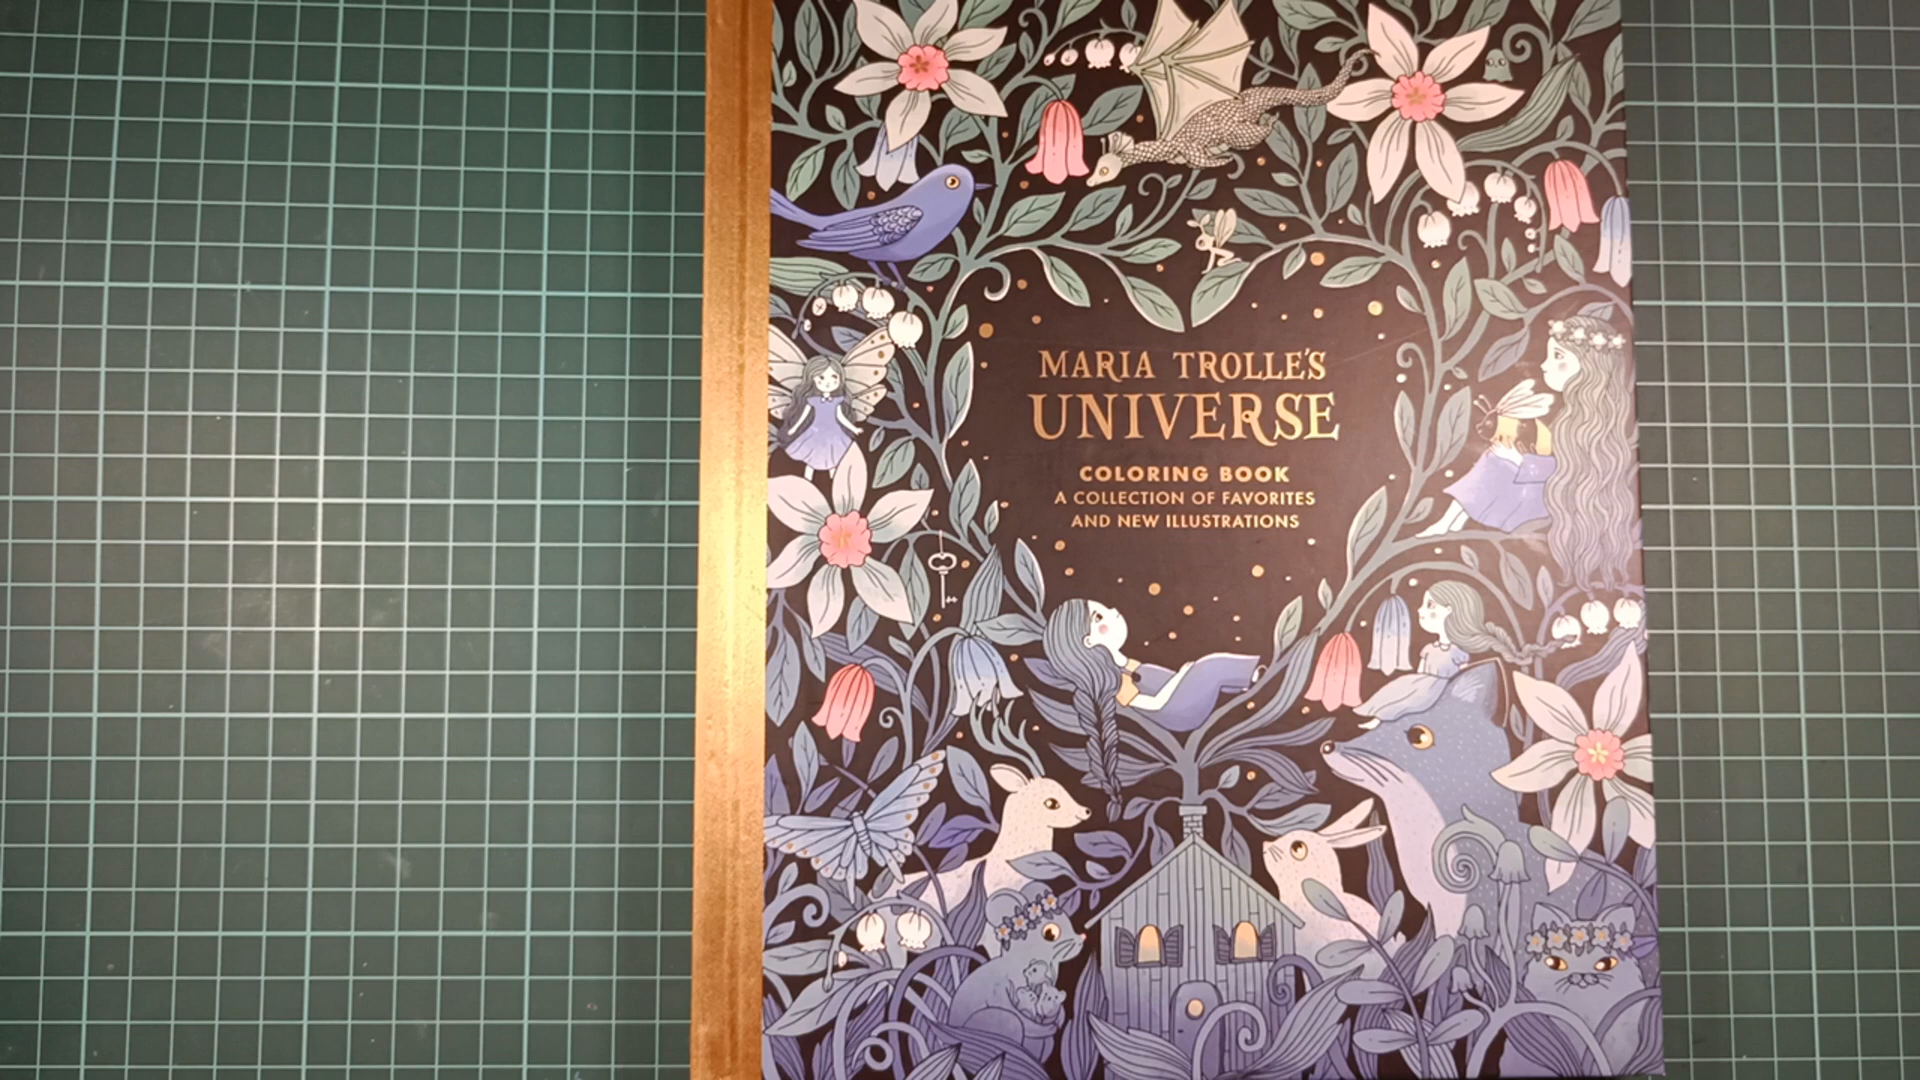 MARIA TROLLE'S
UNIVERSE
COLORING BOOK
A COLLECTION OF FAVORITES
AND NEW ILLUSTRATIONS